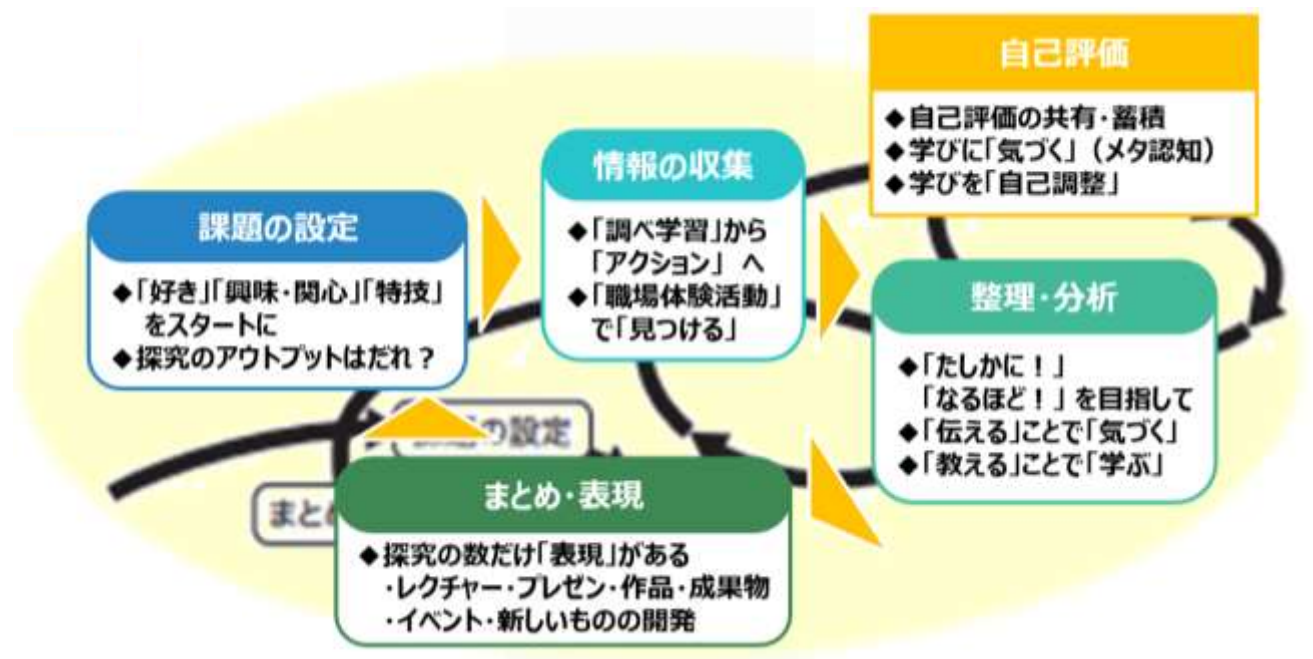 自己評価
◆自己評価の共有・蓄積
◆学びに「気づく」(メタ認知)
◆学びを「自己調整」
情報の収集
◆「調べ学習」から
「アクション」 へ
◆「職場体験活動」
で「見つける」
課題の設定
◆「好き」「興味・関心」「特技」
をスタートに
◆探究のアウトプットはだれ？
整理・分析
◆「たしかに！」
「なるほど！」を目指して
◆「伝える」ことで「気づく」
◆「教える」ことで「学ぶ」
の設定
まとめ・表現
まとめ
◆探究の数だけ「表現」がある
・レクチャー・プレゼン・作品・成果物
・イベント・新しいものの開発